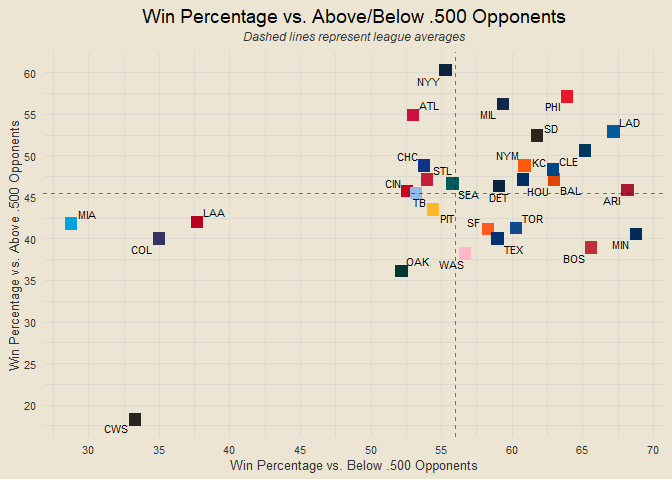 Win Percentage vs. Above/Below .500 Opponents
Dashed lines represent league averages
Win Percentage vs. Above .500 Opponents
60
55
50
45
40
35
30
25
20
NYY
ATL
MIL
PHI
SD
LAD
CHC
STL
NYM
KC
CLE
CIN
TB
SEA
DET
HOU
BAL
ARI
MIA
LAA
PIT
SF
TOR
COL
TEX
MIN
OAK
WAS
BOS
CWS
30
35
40
45
50
55
60
65
70
Win Percentage vs. Below .500 Opponents